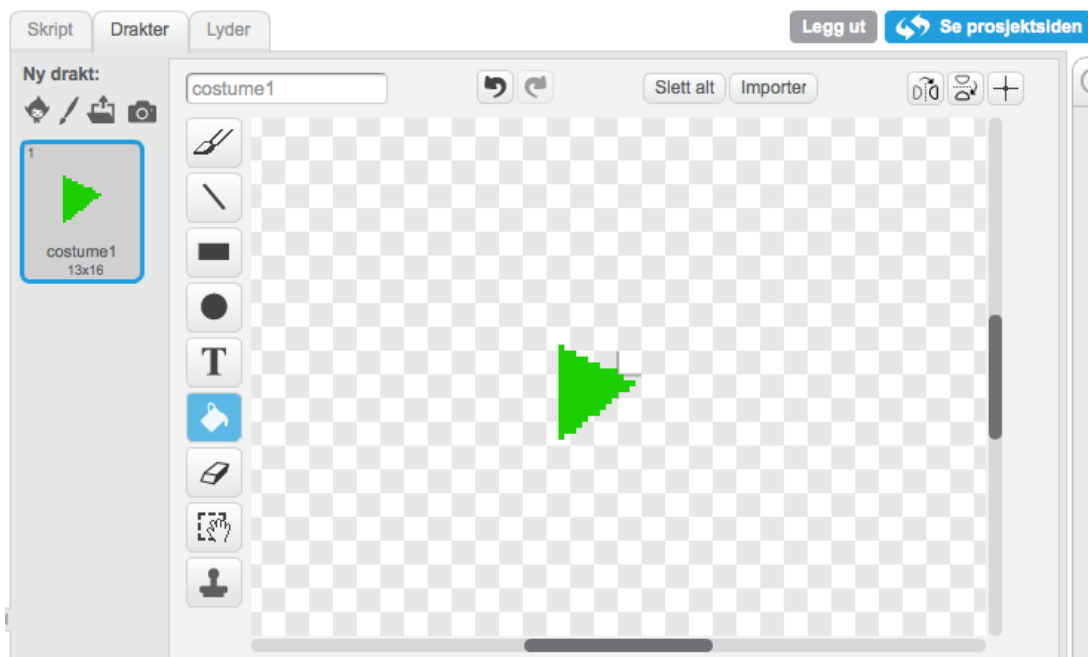 Skript Drakter Lyder Legg ut Se prosjektsiden
Ny drakt:
costume1 Slett alt Importer
1
costume1
13x16
T